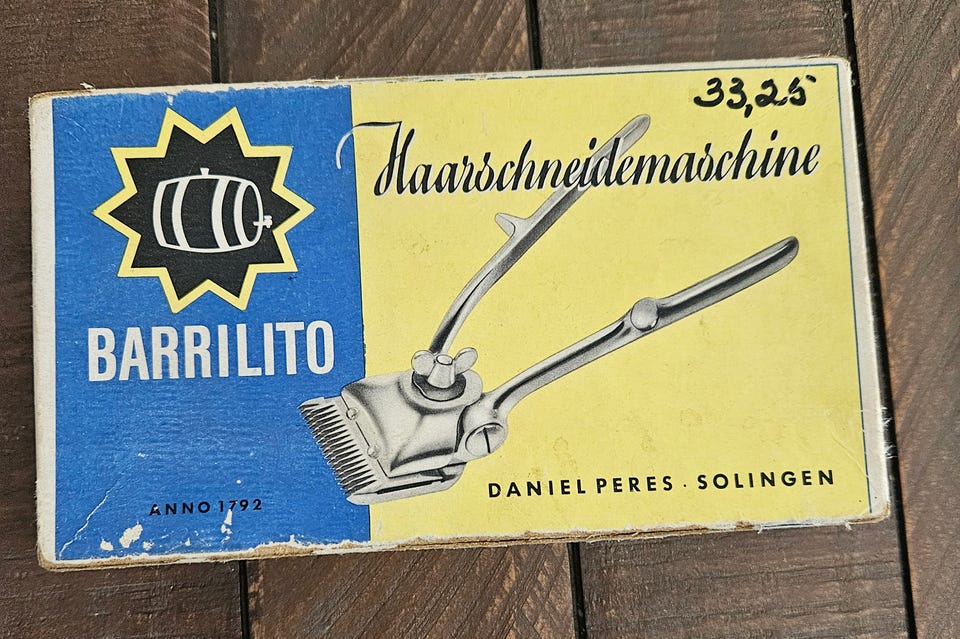 33,25
Haarschneidemaschine
BARRILITO
ANNO 1792
DANIEL PERES · SOLINGEN